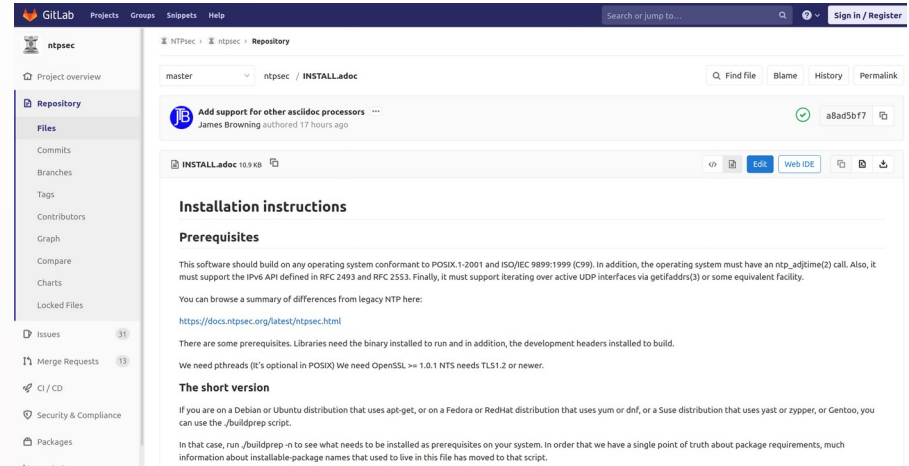 GitLab Projects Groups Snippets Help Search or jump to... Sign in / Register
ntpsec
NTPsec > ntpsec > Repository
Project overview
master ntpsec / INSTALL.adoc Find file Blame History Permalink
Repository
Files
Add support for other asciidoc processors ...
James Browning authored 17 hours ago
a8ad5bf7
Commits
Branches
INSTALL.adoc 10.9 KB </> Edit Web IDE
Tags
Contributors
Graph
Compare
Charts
Locked Files
Issues 31
Merge Requests 13
CI / CD
Security & Compliance
Packages
Installation instructions
Prerequisites
This software should build on any operating system conformant to POSIX.1-2001 and ISO/IEC 9899:1999 (C99). In addition, the operating system must have an ntp_adjtime(2) call. Also, it
must support the IPv6 API defined in RFC 2493 and RFC 2553. Finally, it must support iterating over active UDP interfaces via getifaddrs(3) or some equivalent facility.
You can browse a summary of differences from legacy NTP here:
https://docs.ntpsec.org/latest/ntpsec.html
There are some prerequisites. Libraries need the binary installed to run and in addition, the development headers installed to build.
We need pthreads (It's optional in POSIX) We need OpenSSL >= 1.0.1 NTS needs TLS1.2 or newer.
The short version
If you are on a Debian or Ubuntu distribution that uses apt-get, or on a Fedora or RedHat distribution that uses yum or dnf, or a Suse distribution that uses yast or zypper, or Gentoo, you
can use the ./buildprep script.
In that case, run ./buildprep -n to see what needs to be installed as prerequisites on your system. In order that we have a single point of truth about package requirements, much
information about installable-package names that used to live in this file has moved to that script.